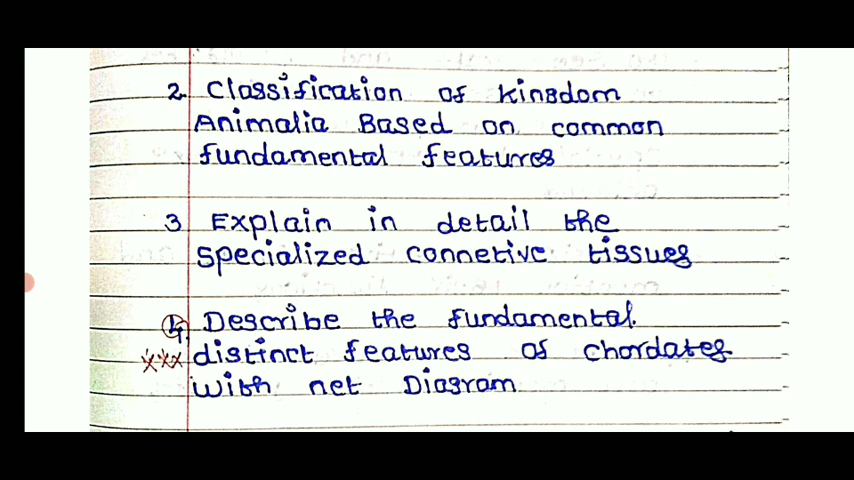 2 Classification of Kingdom
Animalia Based on common
fundamental features
3 Explain in detail the
specialized connetive tissues
4 Describe the fundamental
xxx distinct features of chordates
with net Diagram